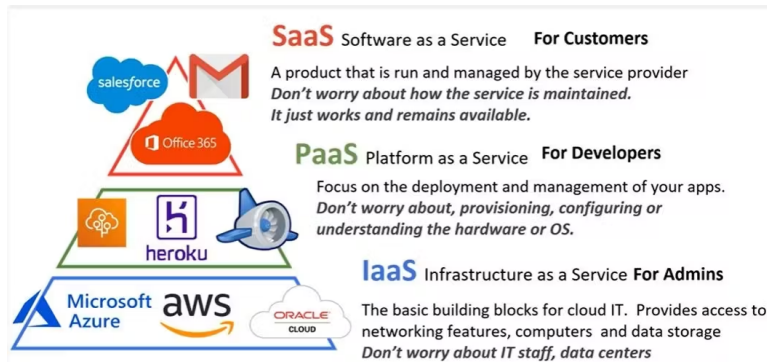 SaaS Software as a Service For Customers
A product that is run and managed by the service provider
Don't worry about how the service is maintained.
It just works and remains available.
salesforce
Office 365
PaaS Platform as a Service For Developers
Focus on the deployment and management of your apps.
Don't worry about, provisioning, configuring or
understanding the hardware or OS.
heroku
IaaS Infrastructure as a Service For Admins
The basic building blocks for cloud IT. Provides access to
networking features, computers and data storage
Don't worry about IT staff, data centers
Microsoft
Azure
aws
ORACLE
CLOUD